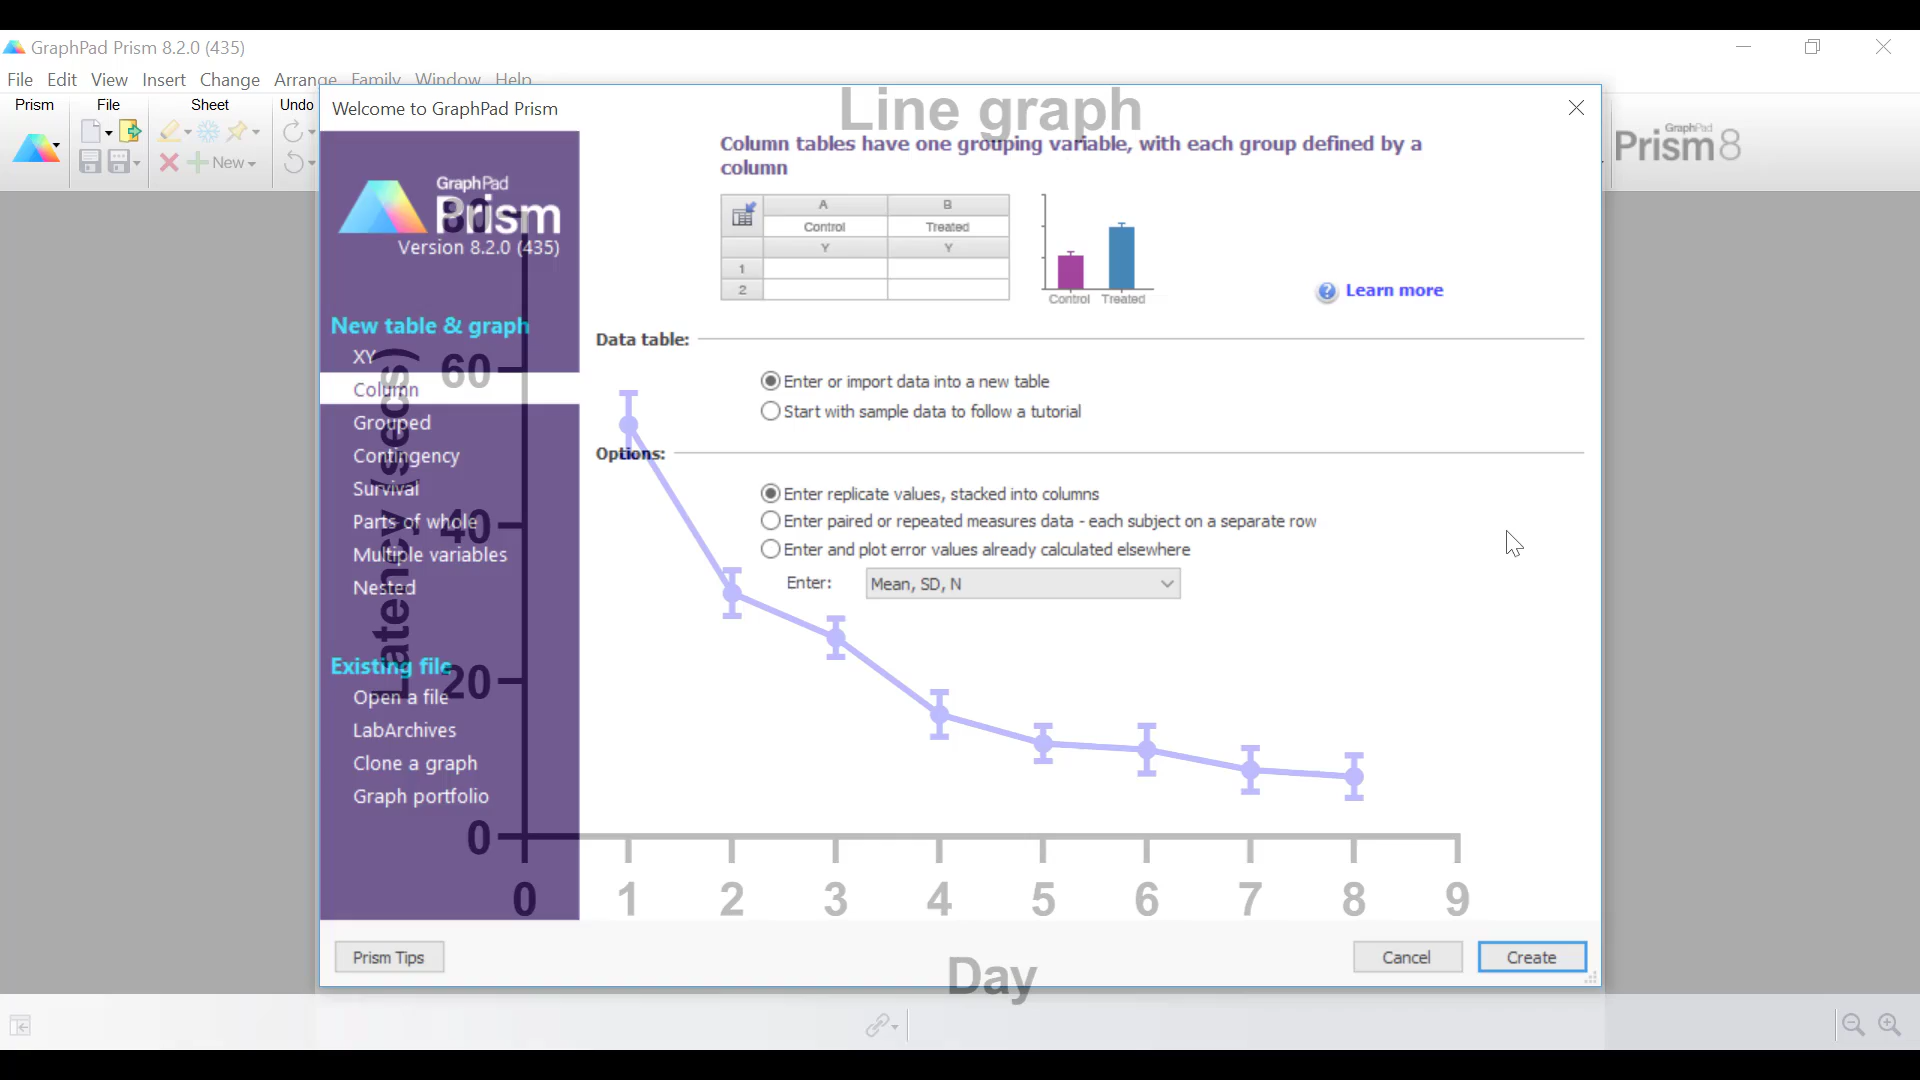 GraphPad Prism 8.2.0 (435)
File Edit View Insert Change Arrange Family Window Help
Prism File Sheet Undo
New
Welcome to GraphPad Prism
Line graph
GraphPad
Prism 8
GraphPad
Prism
Version 8.2.0 (435)
Column tables have one grouping variable, with each group defined by a
column
A B
Control Treated
Y Y
1
2
Control Treated
Learn more
New table & graph
XY
Column
Grouped
Contingency
Survival
Parts of whole
Multiple variables
Nested
Existing file
Open a file
LabArchives
Clone a graph
Graph portfolio
Data table:
Enter or import data into a new table
Start with sample data to follow a tutorial
Options:
Enter replicate values, stacked into columns
Enter paired or repeated measures data - each subject on a separate row
Enter and plot error values already calculated elsewhere
Enter: Mean, SD, N
Latency (secs)
80
60
40
20
0
0 1 2 3 4 5 6 7 8 9
Day
Prism Tips Cancel Create